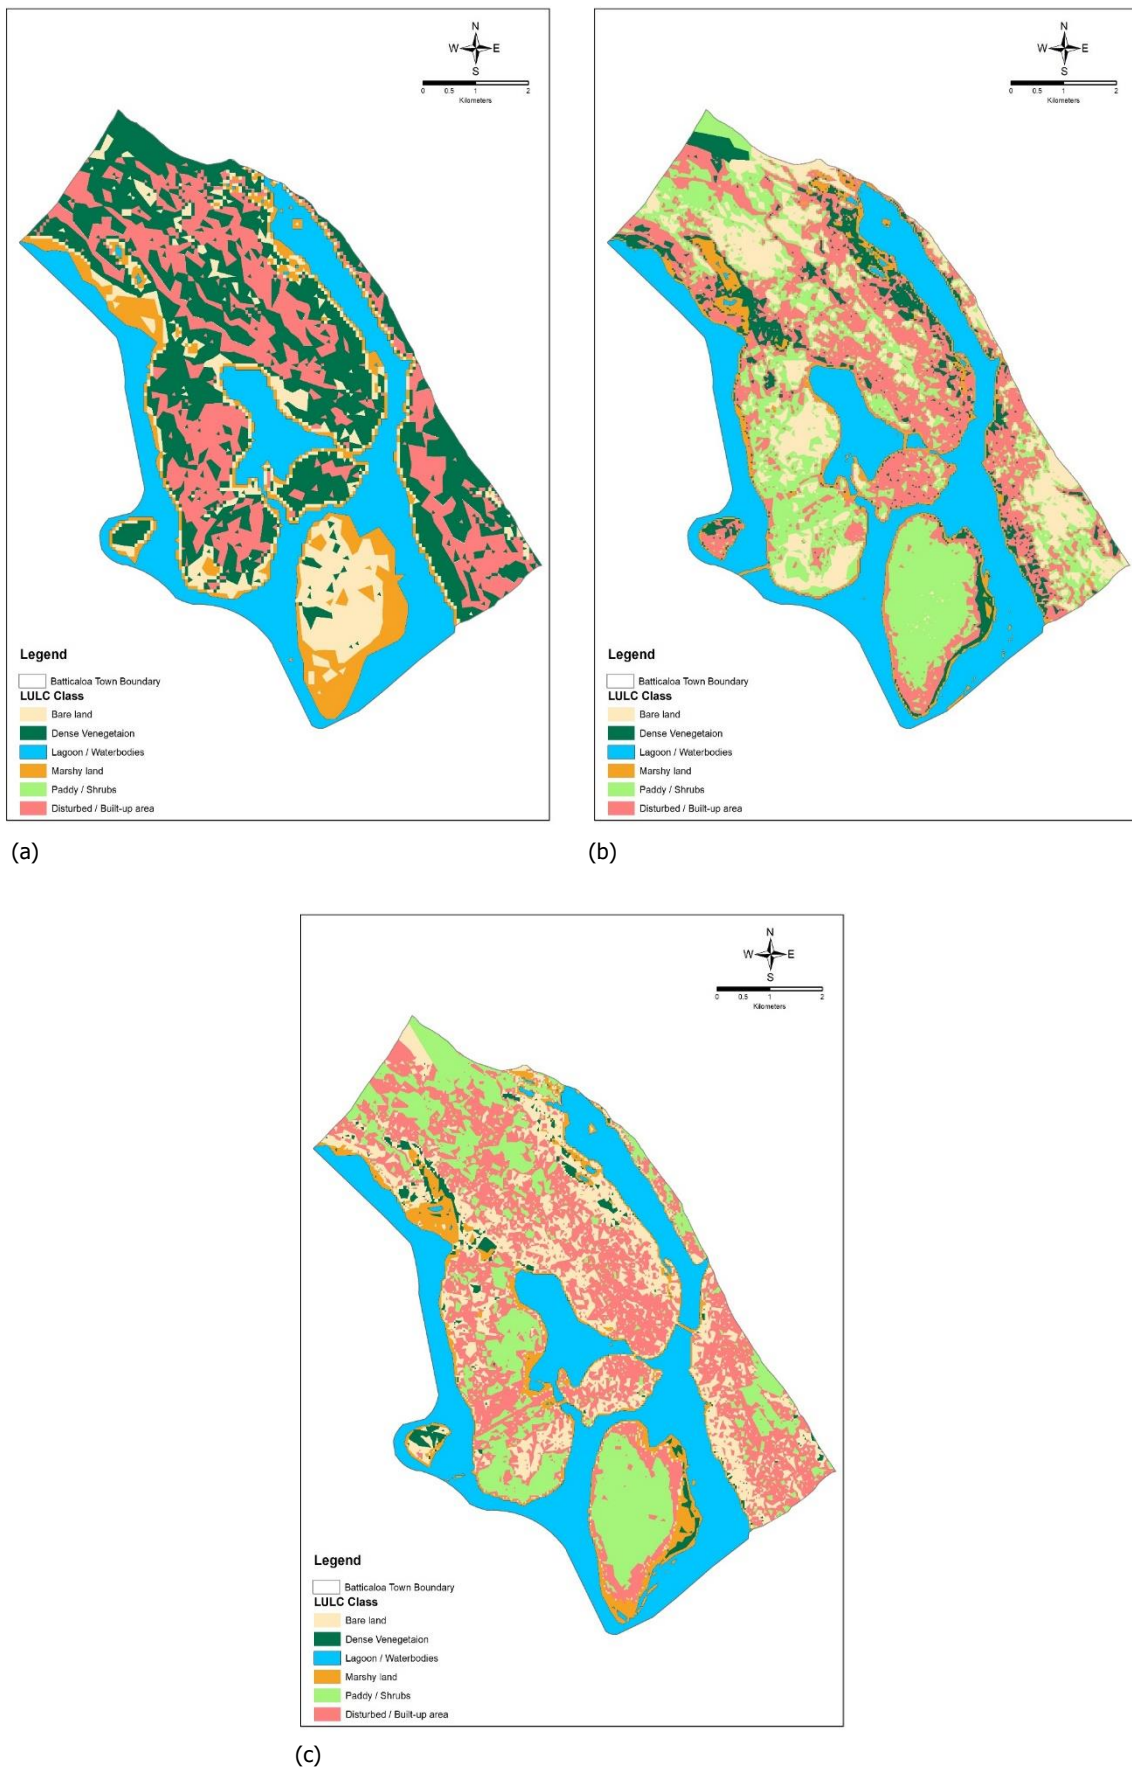 N
W E
S
0 0.5 1 2
Kilometers
Legend
Batticaloa Town Boundary
LULC Class
Bare land
Dense Venegetaion
Lagoon / Waterbodies
Marshy land
Paddy / Shrubs
Disturbed / Built-up area
(a)
N
W E
S
0 0.5 1 2
Kilometers
Legend
Batticaloa Town Boundary
LULC Class
Bare land
Dense Venegetaion
Lagoon / Waterbodies
Marshy land
Paddy / Shrubs
Disturbed / Built-up area
(b)
N
W E
S
0 0.5 1 2
Kilometers
Legend
Batticaloa Town Boundary
LULC Class
Bare land
Dense Venegetaion
Lagoon / Waterbodies
Marshy land
Paddy / Shrubs
Disturbed / Built-up area
(c)